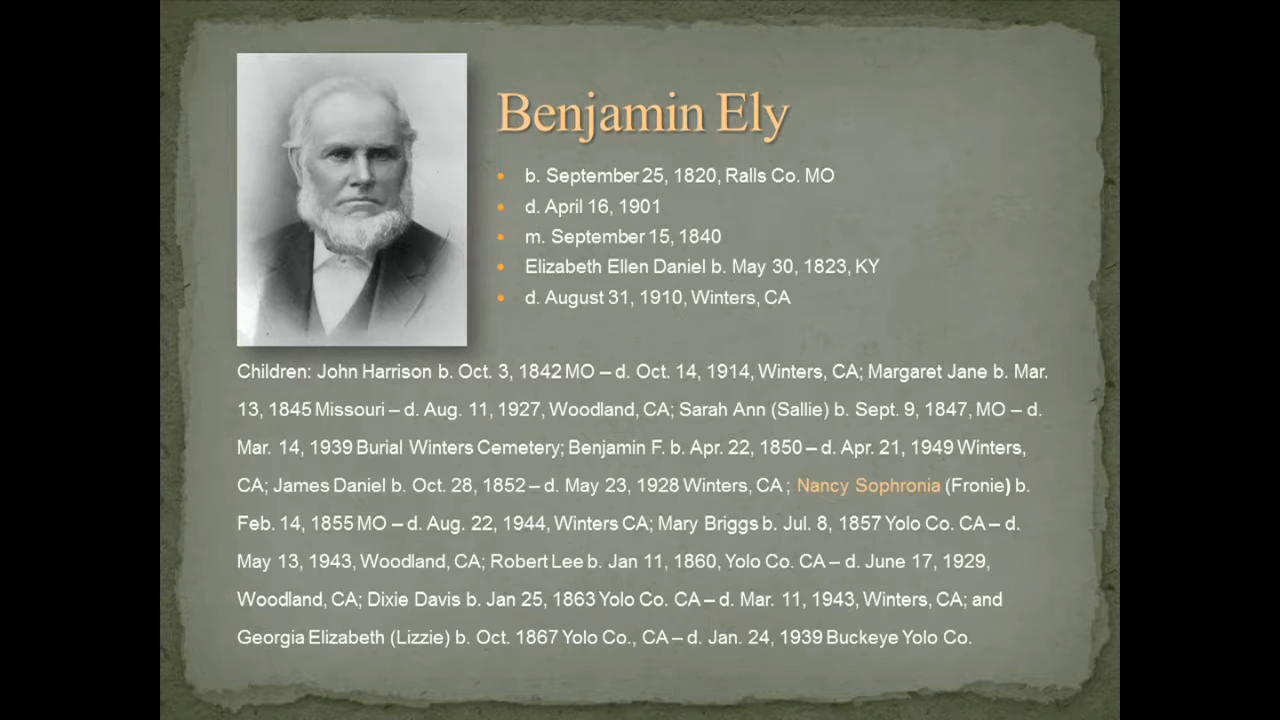 Benjamin Ely
• b. September 25, 1820, Ralls Co. MO
• d. April 16, 1901
• m. September 15, 1840
• Elizabeth Ellen Daniel b. May 30, 1823, KY
• d. August 31, 1910, Winters, CA
Children: John Harrison b. Oct. 3, 1842 MO – d. Oct. 14, 1914, Winters, CA; Margaret Jane b. Mar.
13, 1845 Missouri – d. Aug. 11, 1927, Woodland, CA; Sarah Ann (Sallie) b. Sept. 9, 1847, MO – d.
Mar. 14, 1939 Burial Winters Cemetery; Benjamin F. b. Apr. 22, 1850 – d. Apr. 21, 1949 Winters,
CA; James Daniel b. Oct. 28, 1852 – d. May 23, 1928 Winters, CA ; Nancy Sophronia (Fronie) b.
Feb. 14, 1855 MO – d. Aug. 22, 1944, Winters CA; Mary Briggs b. Jul. 8, 1857 Yolo Co. CA – d.
May 13, 1943, Woodland, CA; Robert Lee b. Jan 11, 1860, Yolo Co. CA – d. June 17, 1929,
Woodland, CA; Dixie Davis b. Jan 25, 1863 Yolo Co. CA – d. Mar. 11, 1943, Winters, CA; and
Georgia Elizabeth (Lizzie) b. Oct. 1867 Yolo Co., CA – d. Jan. 24, 1939 Buckeye Yolo Co.